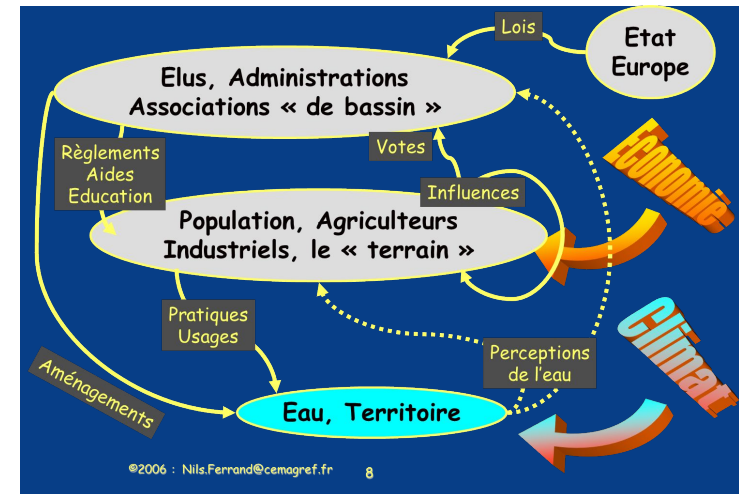 Lois
Etat
Europe
Elus, Administrations
Associations « de bassin »
Votes
Economie
Règlements
Aides
Education
Influences
Population, Agriculteurs
Industriels, le « terrain »
Pratiques
Usages
Climat
Perceptions
de l'eau
Aménagements
Eau, Territoire
©2006 : Nils.Ferrand@cemagref.fr
8